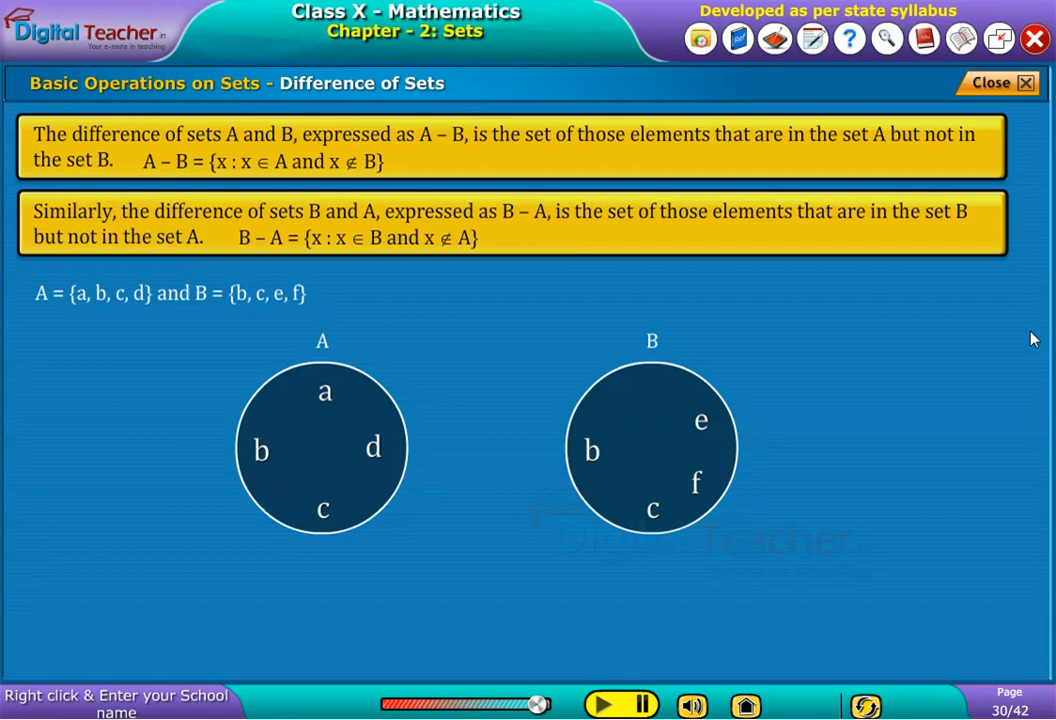 Digital Teacher.in
Your e-mate in teaching
Class X - Mathematics
Chapter - 2: Sets
Developed as per state syllabus
Ref
?
Basic Operations on Sets - Difference of Sets
Close
The difference of sets A and B, expressed as A – B, is the set of those elements that are in the set A but not in
the set B. A – B = {x : x ∈ A and x ∉ B}
Similarly, the difference of sets B and A, expressed as B – A, is the set of those elements that are in the set B
but not in the set A. B – A = {x : x ∈ B and x ∉ A}
A = {a, b, c, d} and B = {b, c, e, f}
A
B
a
b
d
c
e
b
f
c
Digital Teacher.in
Right click & Enter your School
name
Page
30/42